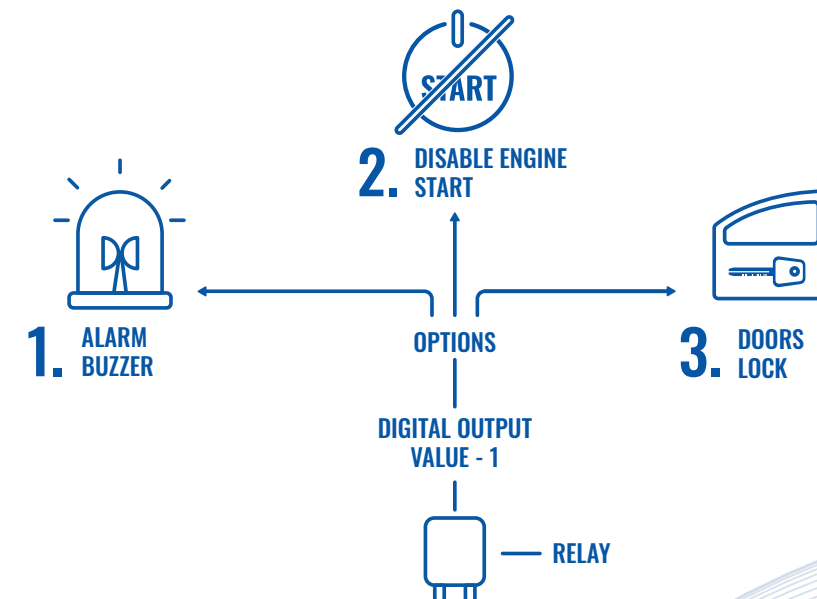 START
2. DISABLE ENGINE
START
1. ALARM
BUZZER
OPTIONS
3. DOORS
LOCK
DIGITAL OUTPUT
VALUE - 1
RELAY